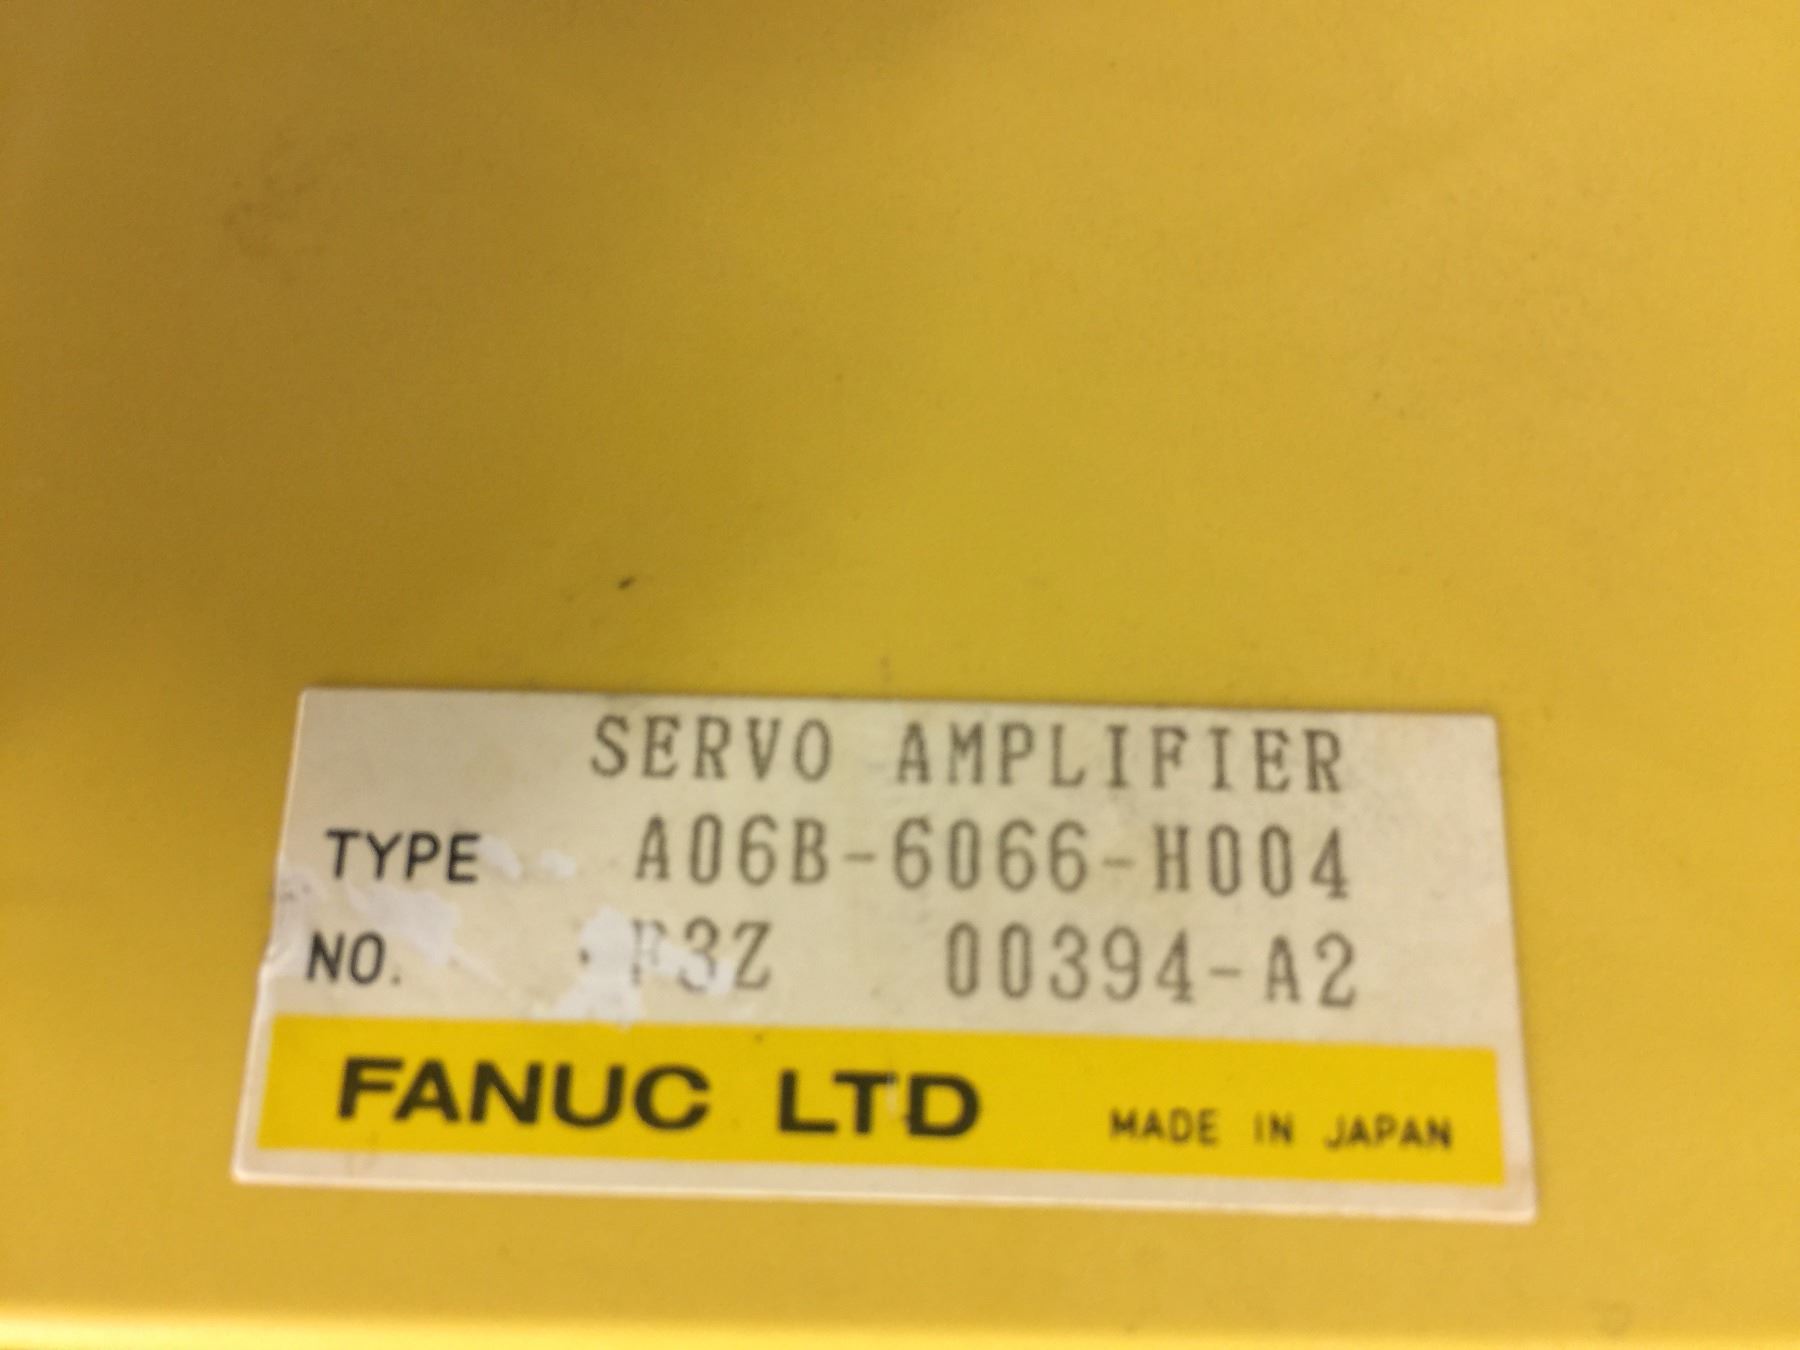 SERVO AMPLIFIER
TYPE A06B-6066-H004
NO. 00394-A2
FANUC LTD MADE IN JAPAN